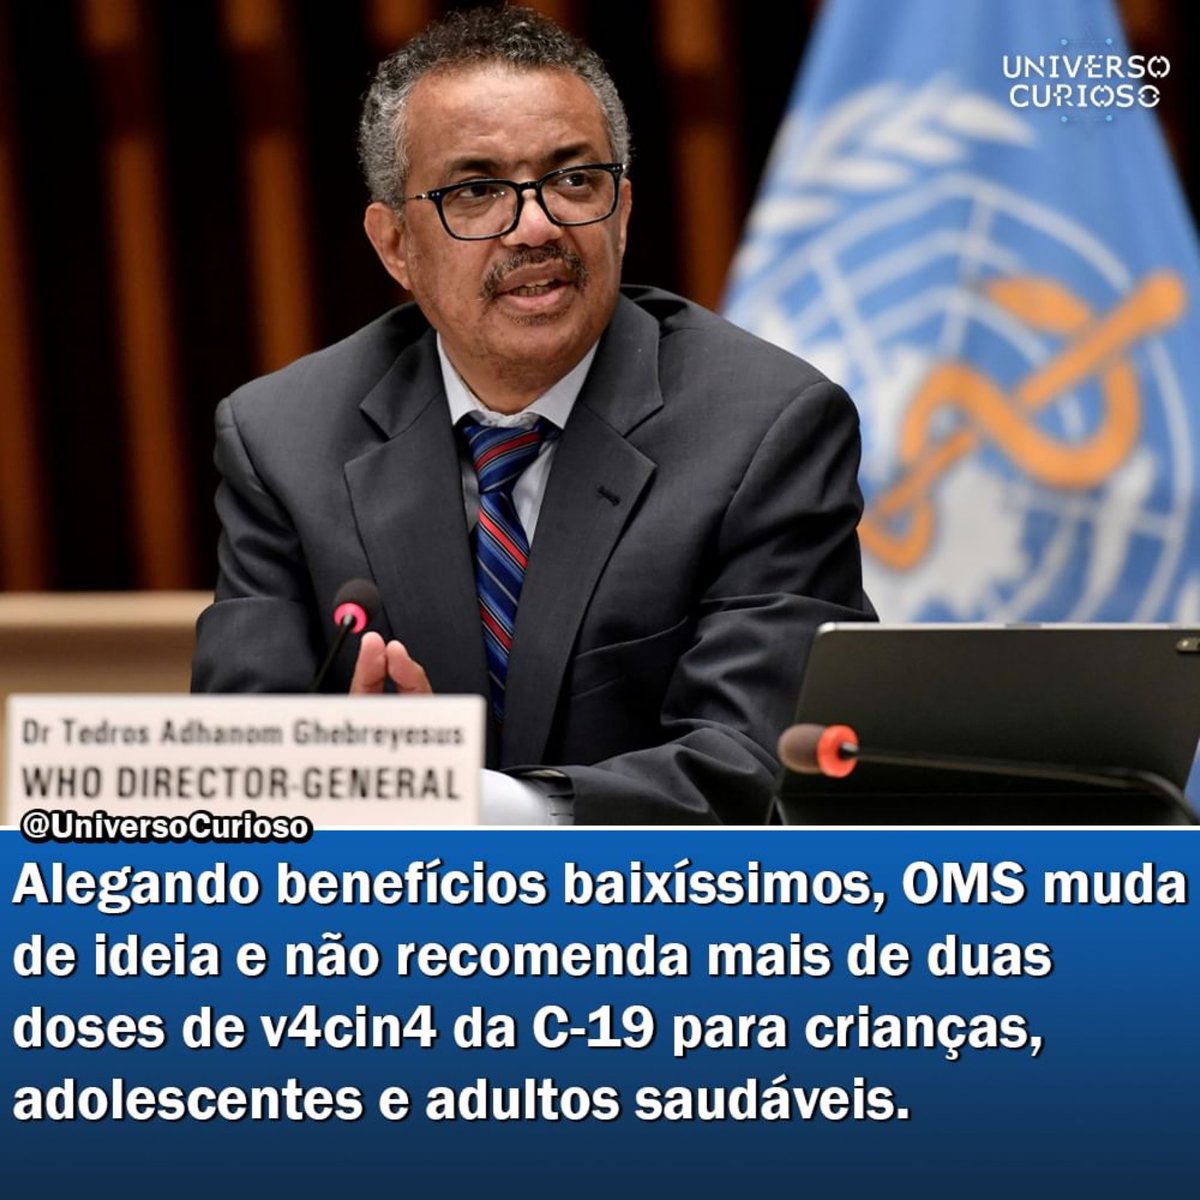 UNIVERSO
CURIOSO
Dr Tedros Adhanom Ghebreyesus
WHO DIRECTOR-GENERAL
@UniversoCurioso
Alegando benefícios baixíssimos, OMS muda
de ideia e não recomenda mais de duas
doses de v4cin4 da C-19 para crianças,
adolescentes e adultos saudáveis.